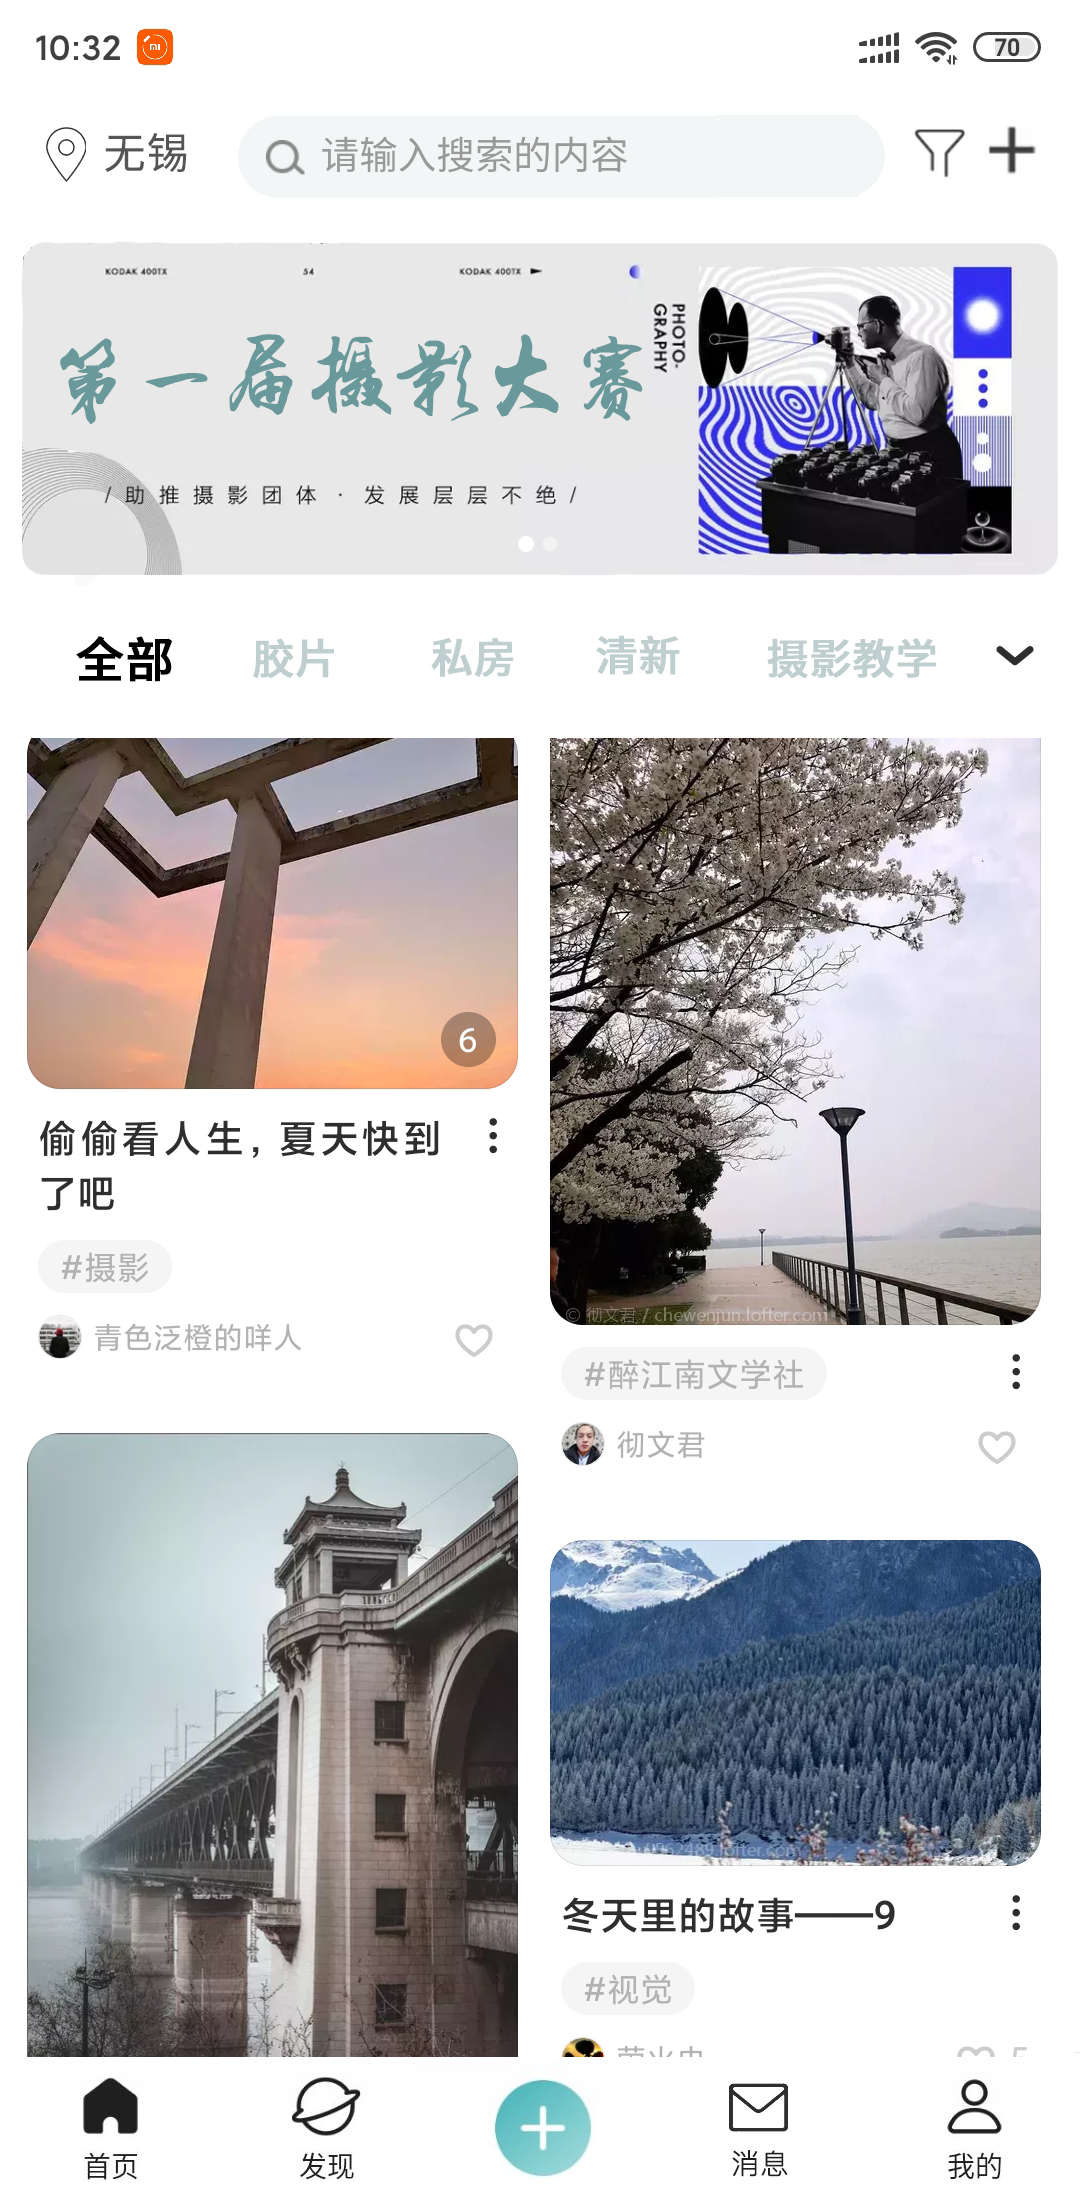 10:32
70
无锡
请输入搜索的内容
KODAK 400TX
54
KODAK 400TX
PHOTO-
GRAPHY
第一届摄影大赛
/助推摄影团体·发展层层不绝/
全部
胶片
私房
清新
摄影教学
6
偷偷看人生，夏天快到
了吧
#摄影
青色泛橙的咩人
© 彻文君 / chewenjun.lofter.com
#醉江南文学社
彻文君
冬天里的故事——9
#视觉
首页
发现
消息
我的